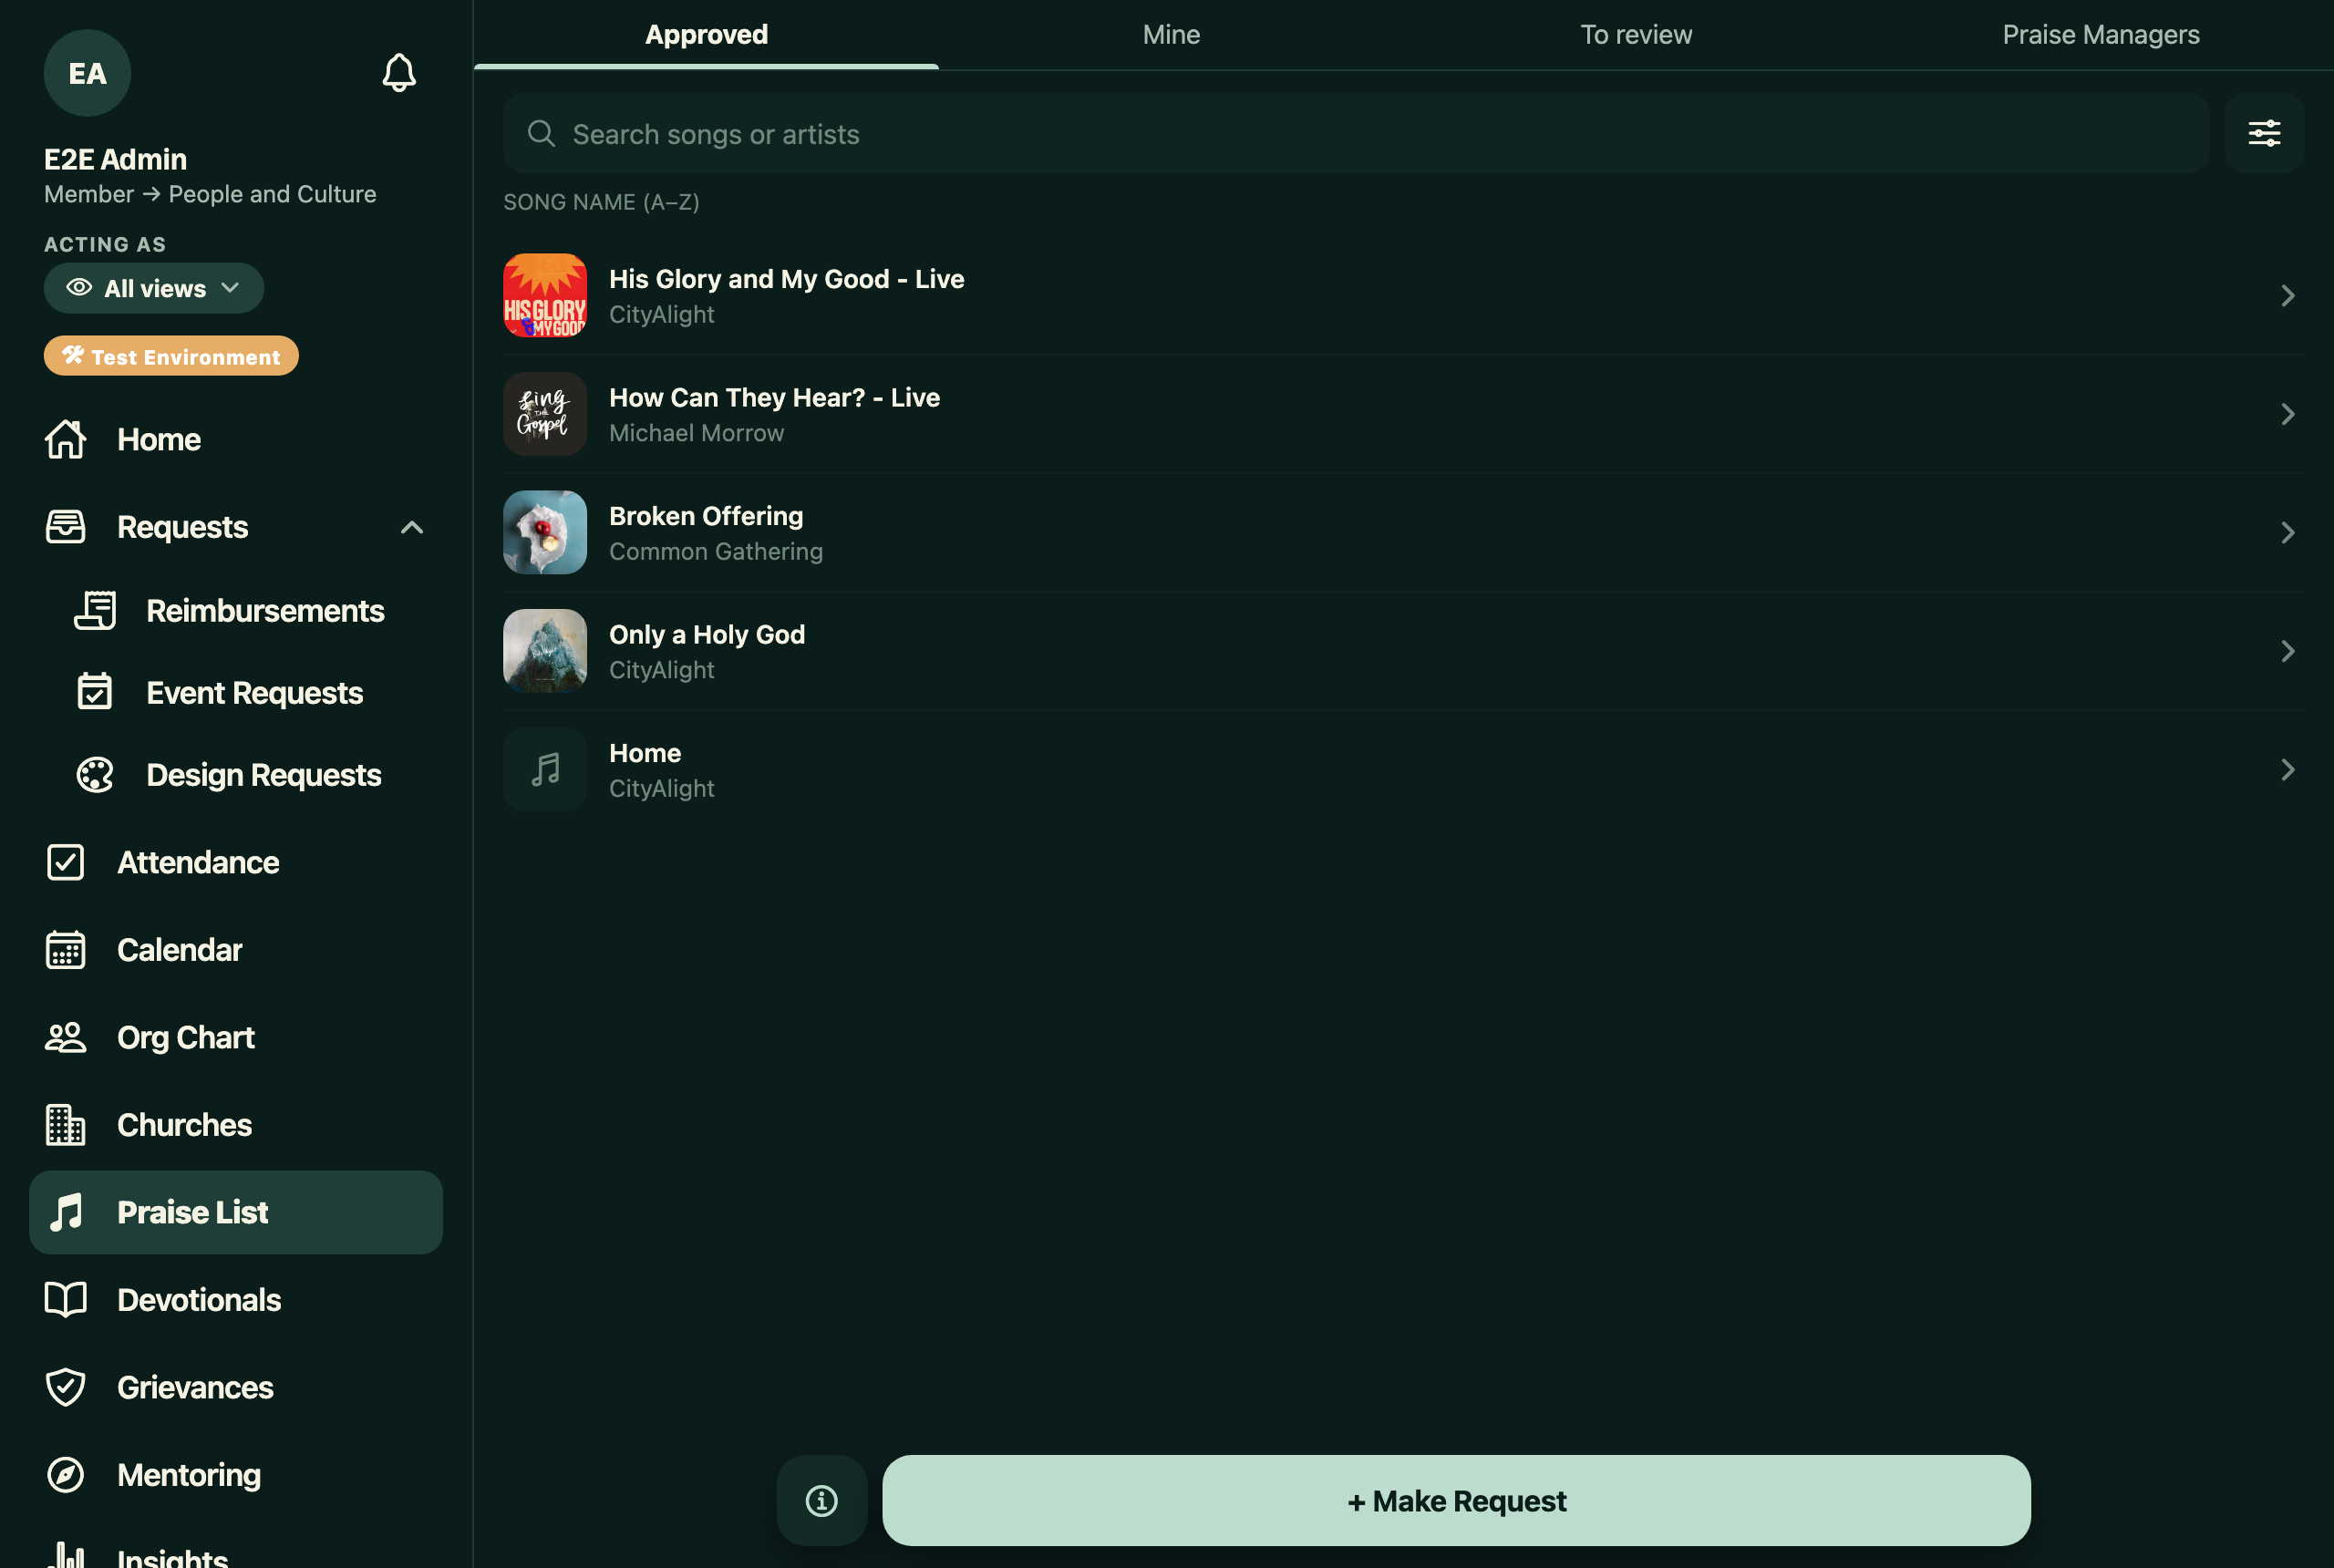 EA
E2E Admin
Member → People and Culture
ACTING AS
All views
Test Environment
Home
Requests
Reimbursements
Event Requests
Design Requests
Attendance
Calendar
Org Chart
Churches
Praise List
Devotionals
Grievances
Mentoring
Insights
Approved
Mine
To review
Praise Managers
Search songs or artists
SONG NAME (A–Z)
HIS GLORY
& MY GOOD
His Glory and My Good - Live
CityAlight
Sing
THE
Gospel
How Can They Hear? - Live
Michael Morrow
Broken Offering
Common Gathering
Only a Holy God
CityAlight
Home
CityAlight
+ Make Request